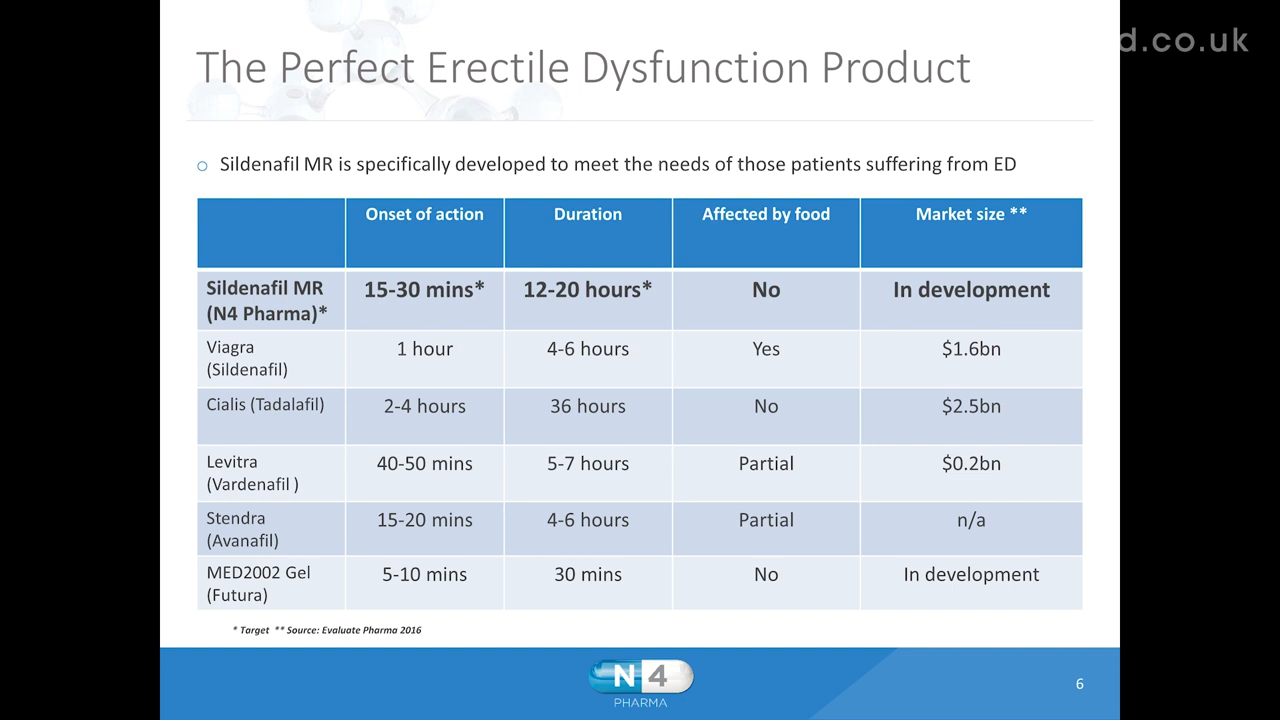 d.co.uk
The Perfect Erectile Dysfunction Product
Sildenafil MR is specifically developed to meet the needs of those patients suffering from ED
Onset of action Duration Affected by food Market size **
Sildenafil MR
(N4 Pharma)* 15-30 mins* 12-20 hours* No In development
Viagra
(Sildenafil) 1 hour 4-6 hours Yes $1.6bn
Cialis (Tadalafil) 2-4 hours 36 hours No $2.5bn
Levitra
(Vardenafil ) 40-50 mins 5-7 hours Partial $0.2bn
Stendra
(Avanafil) 15-20 mins 4-6 hours Partial n/a
MED2002 Gel
(Futura) 5-10 mins 30 mins No In development
* Target ** Source: Evaluate Pharma 2016
N4
PHARMA
6